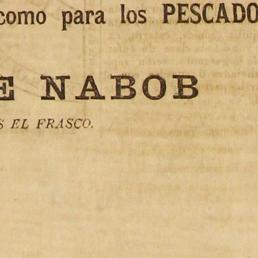 como para los PESCADO
E NABOB
S EL FRASCO.